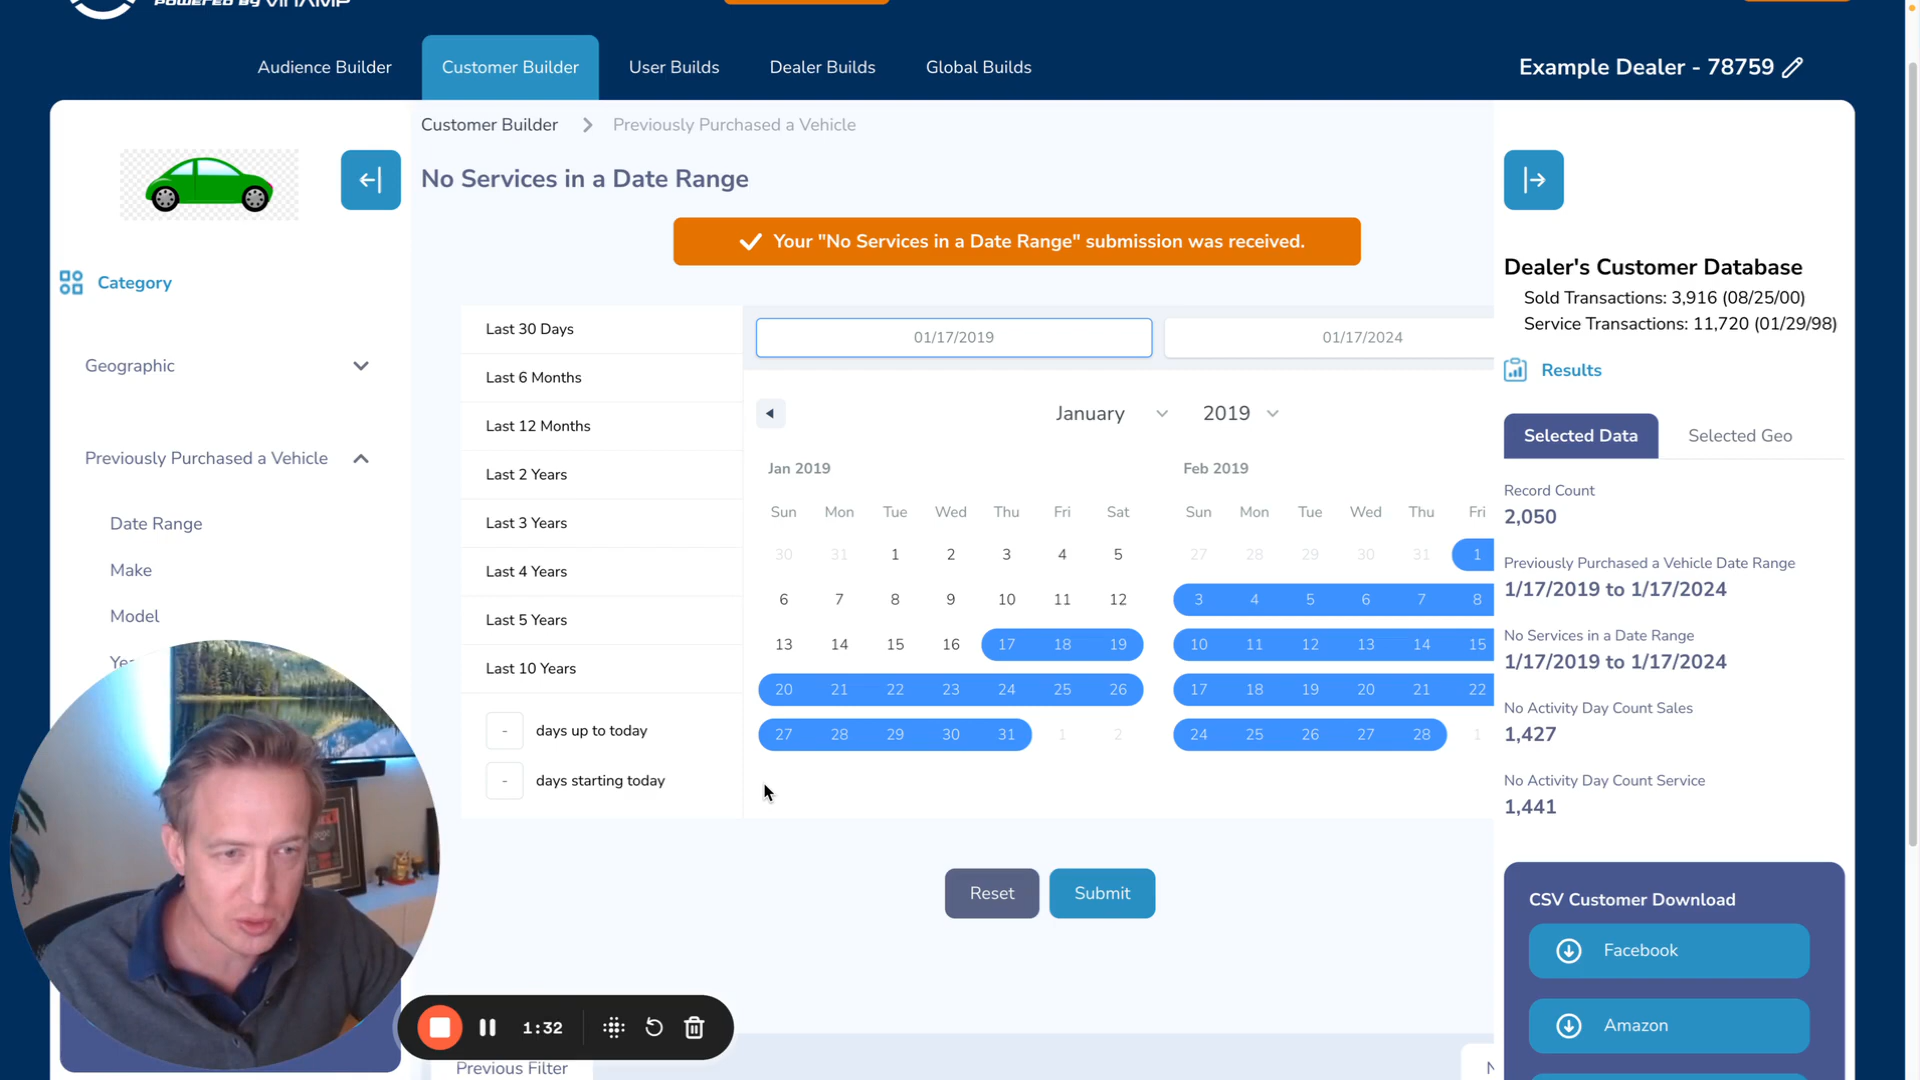 POWERED BY VINAMP
Audience Builder
Customer Builder
User Builds
Dealer Builds
Global Builds
Example Dealer - 78759
Customer Builder
Previously Purchased a Vehicle
No Services in a Date Range
Your "No Services in a Date Range" submission was received.
Category
Geographic
Previously Purchased a Vehicle
Date Range
Make
Model
Last 30 Days
Last 6 Months
Last 12 Months
Last 2 Years
Last 3 Years
Last 4 Years
Last 5 Years
Last 10 Years
- days up to today
- days starting today
01/17/2019
01/17/2024
January
2019
Jan 2019
Sun Mon Tue Wed Thu Fri Sat
30 31 1 2 3 4 5
6 7 8 9 10 11 12
13 14 15 16 17 18 19
20 21 22 23 24 25 26
27 28 29 30 31 1 2
Feb 2019
Sun Mon Tue Wed Thu Fri
27 28 29 30 31 1
3 4 5 6 7 8
10 11 12 13 14 15
17 18 19 20 21 22
24 25 26 27 28 1
Reset
Submit
Previous Filter
Dealer's Customer Database
Sold Transactions: 3,916 (08/25/00)
Service Transactions: 11,720 (01/29/98)
Results
Selected Data
Selected Geo
Record Count
2,050
Previously Purchased a Vehicle Date Range
1/17/2019 to 1/17/2024
No Services in a Date Range
1/17/2019 to 1/17/2024
No Activity Day Count Sales
1,427
No Activity Day Count Service
1,441
CSV Customer Download
Facebook
Amazon
1:32